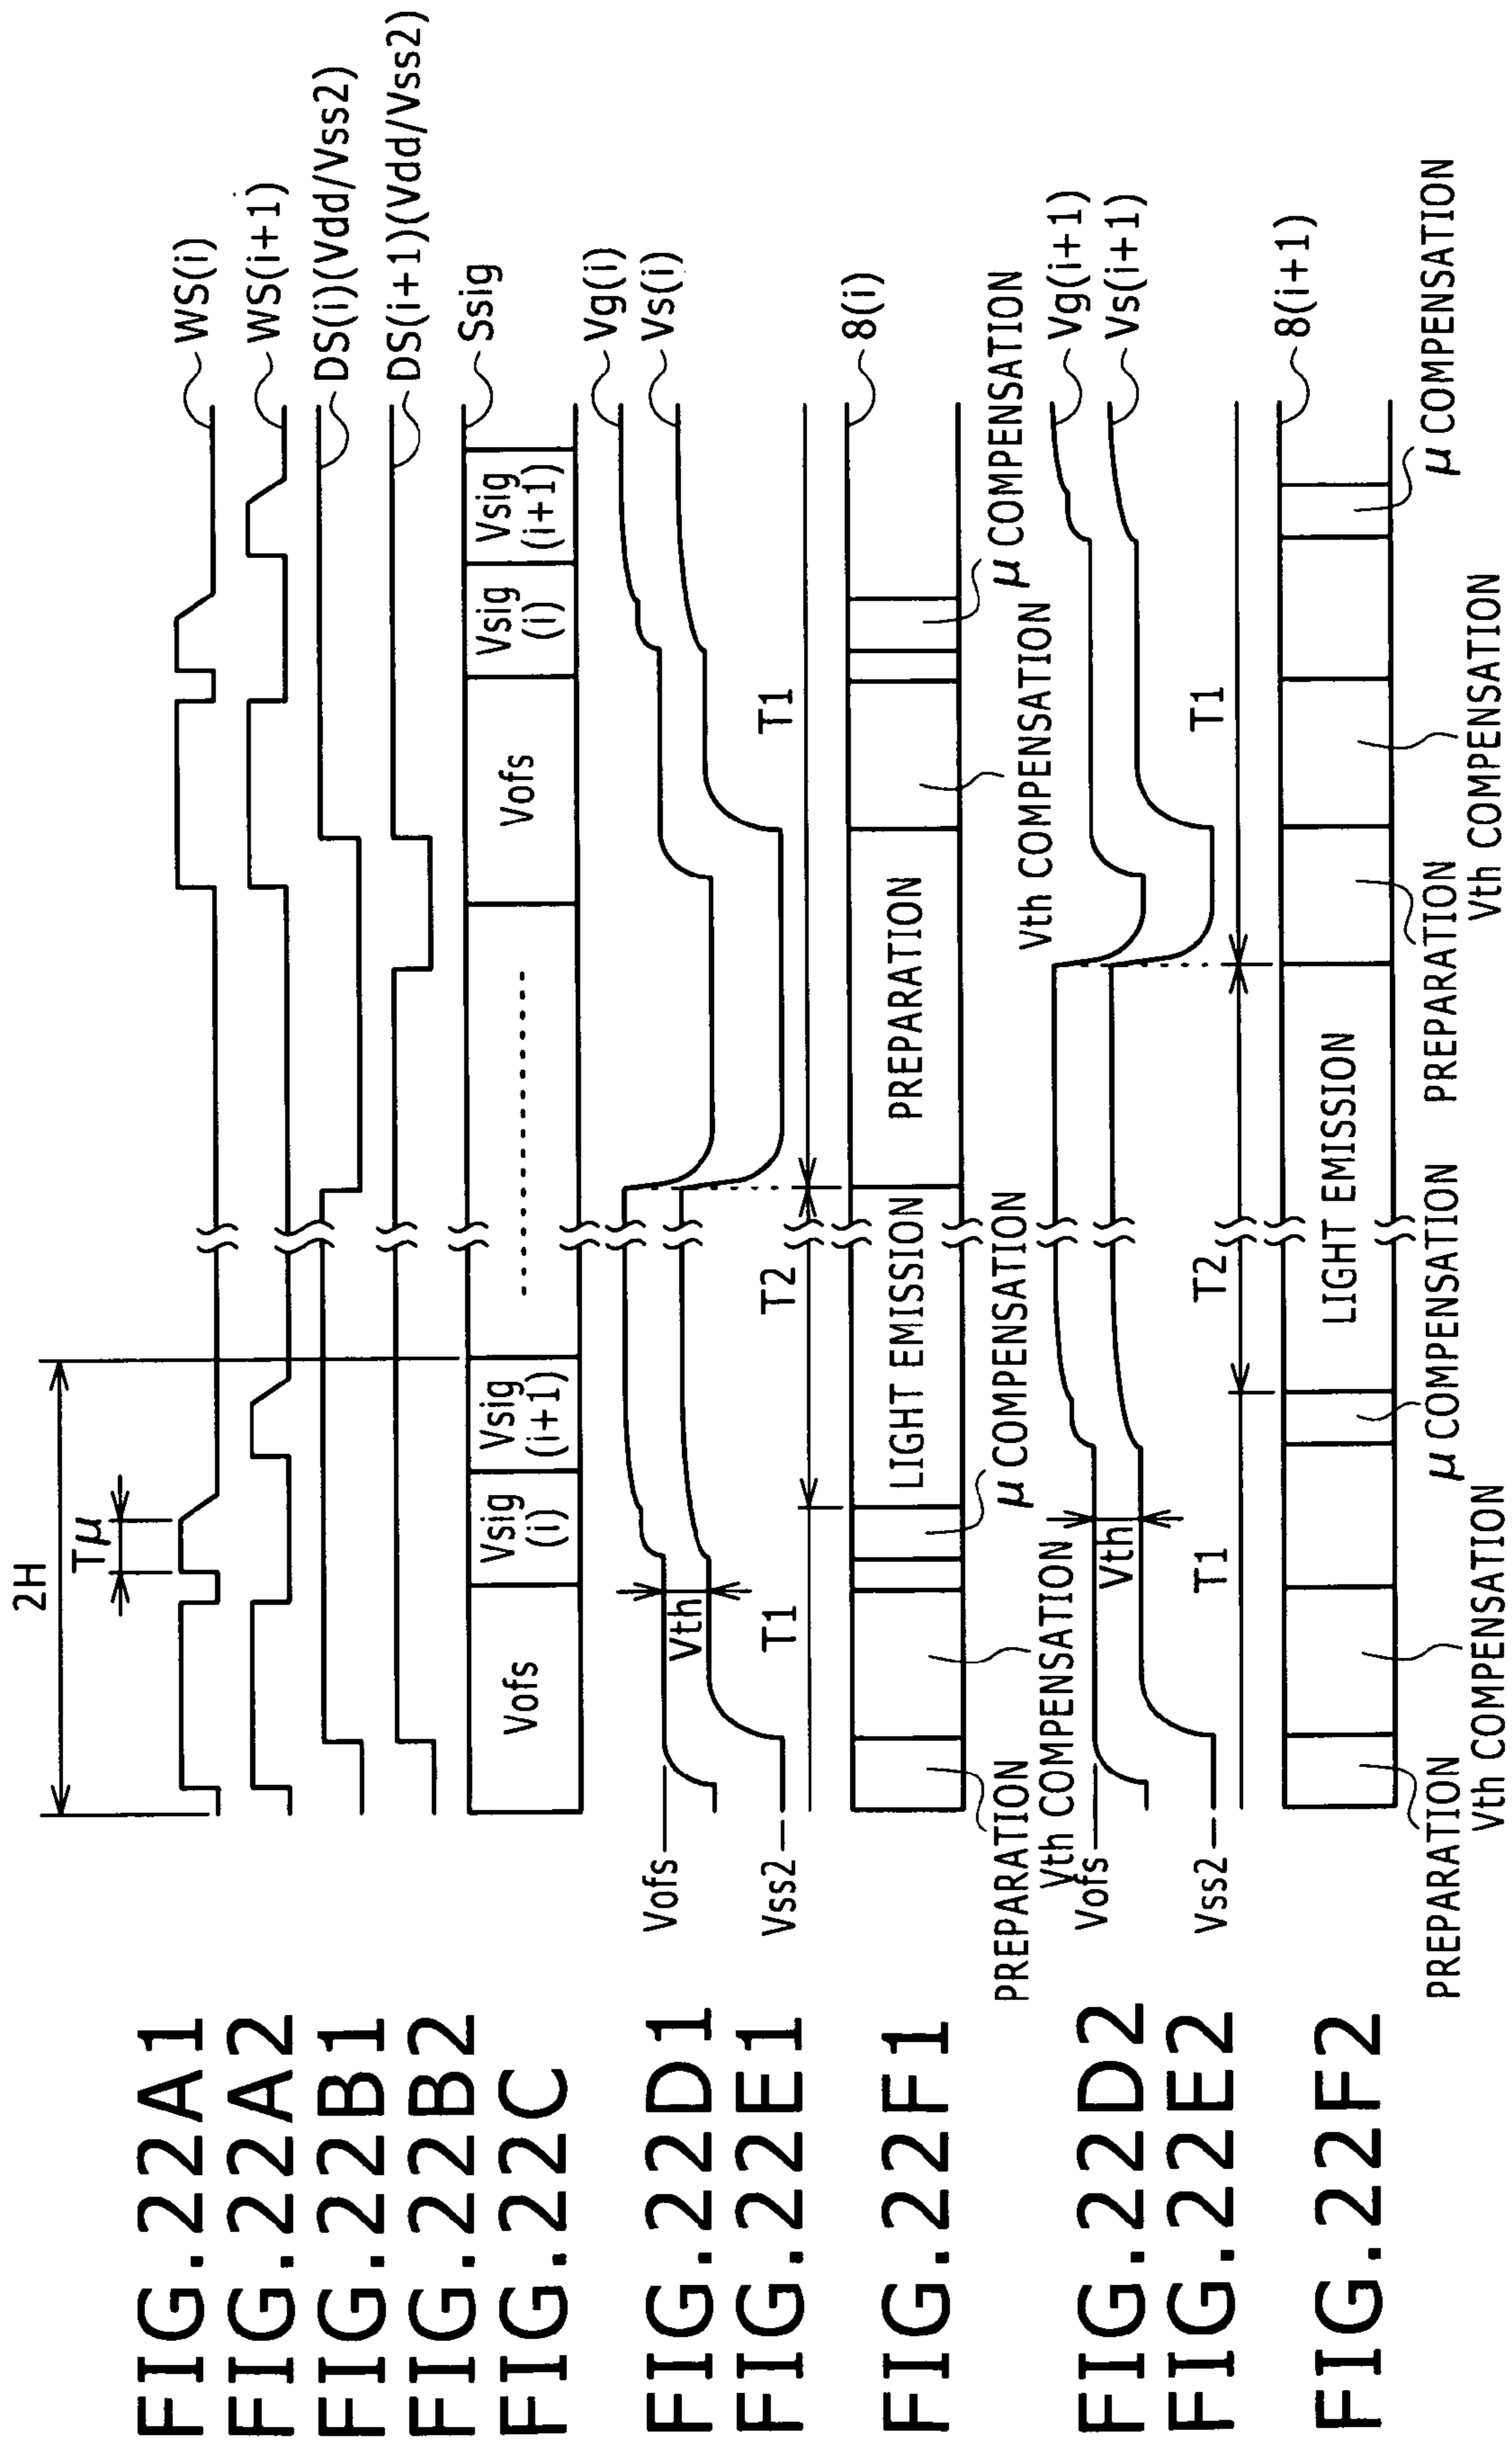 FIG.22A1
2H
Tμ
WS(i)
FIG.22A2
WS(i+1)
FIG.22B1
DS(i)(Vdd/Vss2)
FIG.22B2
DS(i+1)(Vdd/Vss2)
FIG.22C
Vofs
Vsig
(i)
Vsig
(i+1)
Vofs
Vsig
(i)
Vsig
(i+1)
Ssig
FIG.22D1
Vofs
Vth
Vg(i)
FIG.22E1
Vss2
Vs(i)
T1
T2
T1
FIG.22F1
LIGHT EMISSION
PREPARATION
8(i)
PREPARATION
Vth COMPENSATION
μ COMPENSATION
Vth COMPENSATION
μ COMPENSATION
FIG.22D2
Vofs
Vth
Vg(i+1)
FIG.22E2
Vss2
Vs(i+1)
T1
T2
T1
FIG.22F2
LIGHT EMISSION
8(i+1)
PREPARATION
Vth COMPENSATION
μ COMPENSATION
PREPARATION
Vth COMPENSATION
μ COMPENSATION